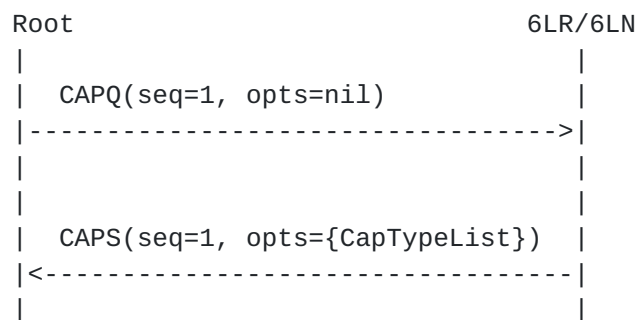 Root 6LR/6LN
CAPQ(seq=1, opts=nil)
CAPS(seq=1, opts={CapTypeList})